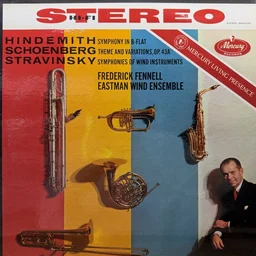 STEREO
HI-FI
HINDEMITH SYMPHONY IN B-FLAT
SCHOENBERG THEME AND VARIATIONS, OP. 43A
STRAVINSKY SYMPHONIES OF WIND INSTRUMENTS
Mercury
MERCURY LIVING PRESENCE
FREDERICK FENNELL
EASTMAN WIND ENSEMBLE